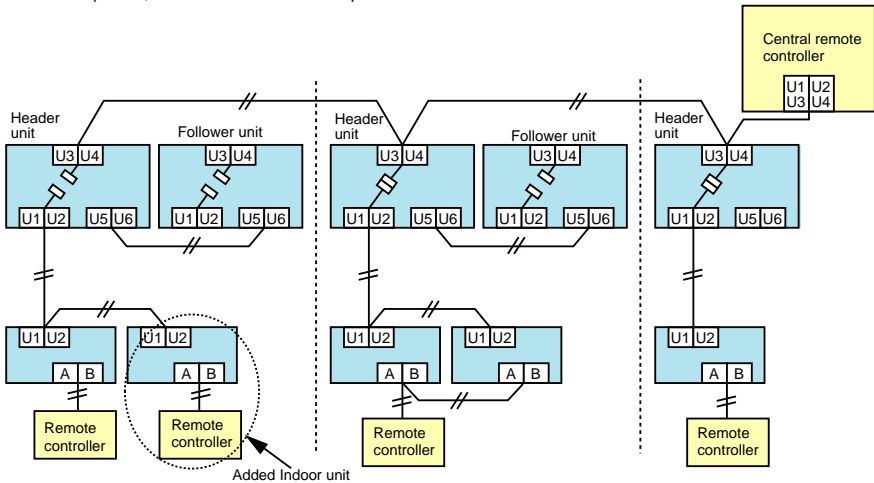 Central remote
controller
U1 U2
U3 U4
Header
unit
Follower unit
Header
unit
Follower unit
Header
unit
U3 U4
U3 U4
U3 U4
U3 U4
U3 U4
U1 U2
U5 U6
U1 U2
U5 U6
U1 U2
U5 U6
U1 U2
U5 U6
U1 U2
U5 U6
U1 U2
U1 U2
U1 U2
U1 U2
U1 U2
A B
A B
A B
A B
A B
Remote
controller
Remote
controller
Remote
controller
Remote
controller
Added Indoor unit